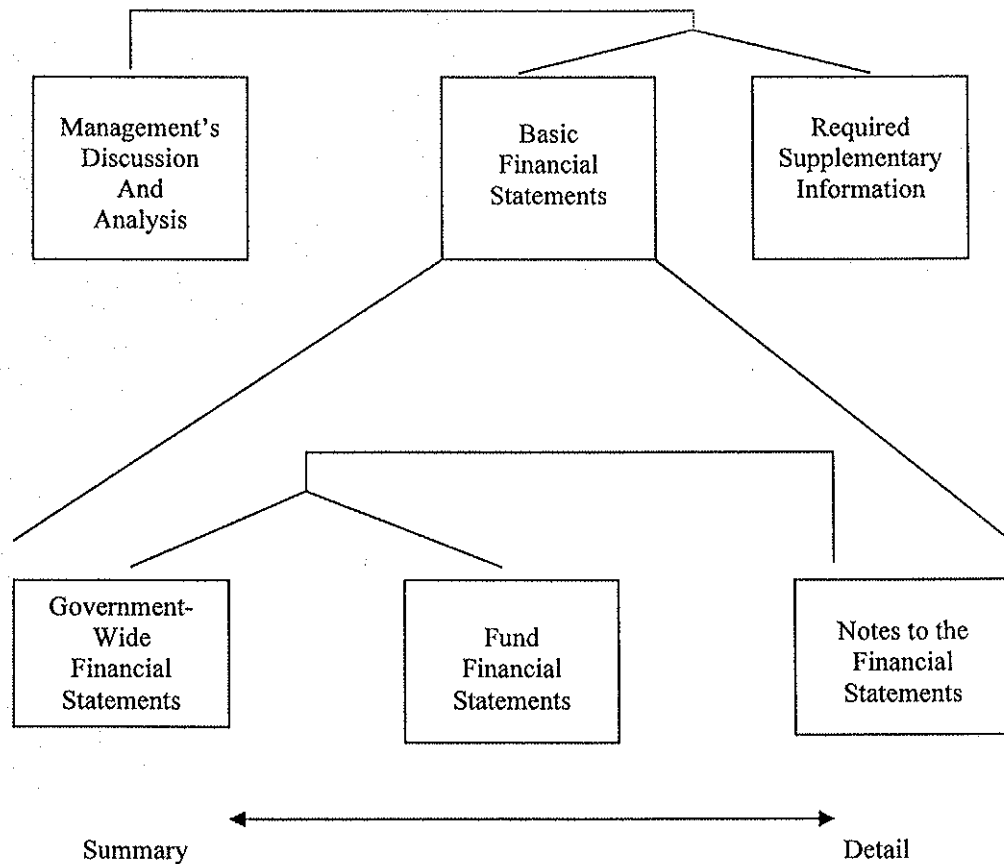 Management's
Discussion
And
Analysis
Basic
Financial
Statements
Required
Supplementary
Information
Government-
Wide
Financial
Statements
Fund
Financial
Statements
Notes to the
Financial
Statements
Summary
Detail